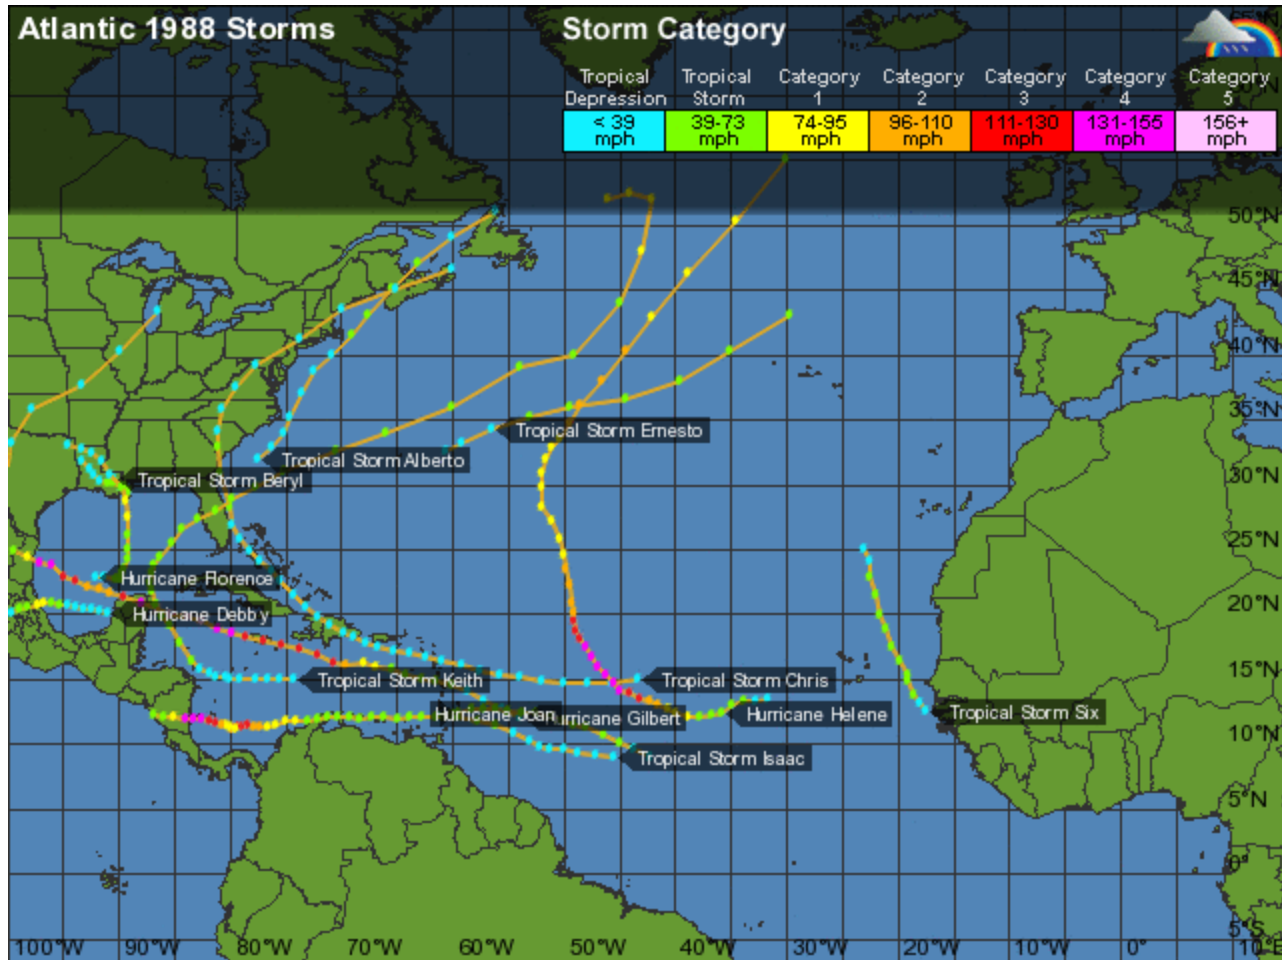 Atlantic 1988 Storms
Storm Category
Tropical Depression
Tropical Storm
Category 1
Category 2
Category 3
Category 4
Category 5
< 39 mph
39-73 mph
74-95 mph
96-110 mph
111-130 mph
131-155 mph
156+ mph
50°N
45°N
40°N
35°N
30°N
25°N
20°N
15°N
10°N
5°N
0°
5°S
Tropical Storm Ernesto
Tropical Storm Alberto
Tropical Storm Beryl
Hurricane Florence
Hurricane Debby
Tropical Storm Keith
Tropical Storm Chris
Hurricane Joan
urricane Gilbert
Hurricane Helene
Tropical Storm Six
Tropical Storm Isaac
100°W
90°W
80°W
70°W
60°W
50°W
40°W
30°W
20°W
10°W
0°
10°E